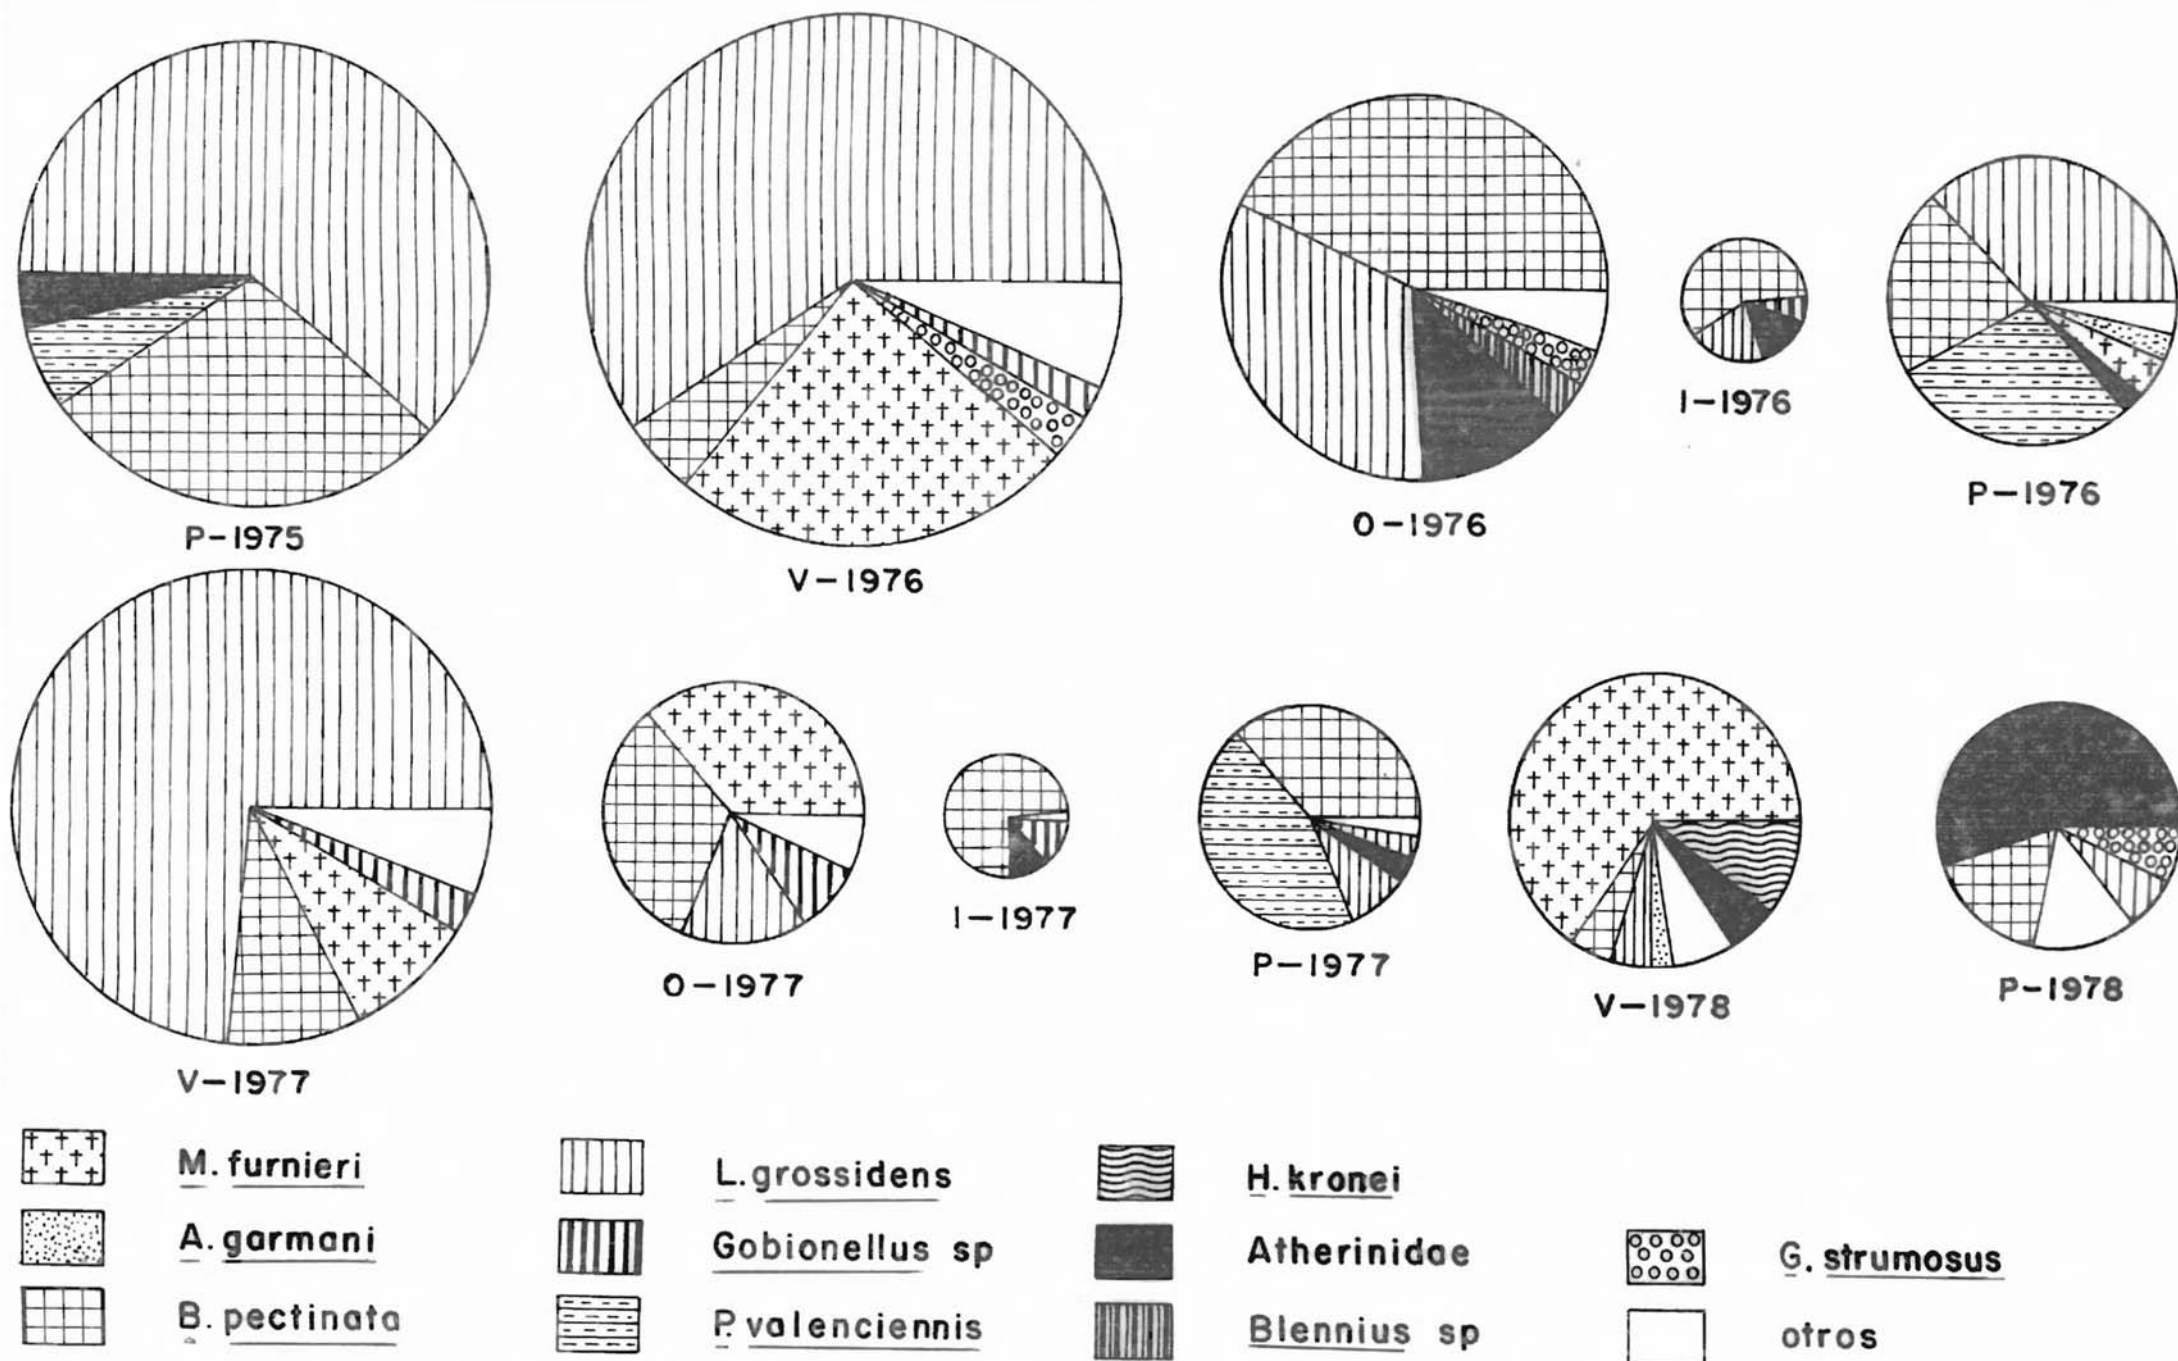 P-1975
V-1976
O-1976
I-1976
P-1976
V-1977
O-1977
I-1977
P-1977
V-1978
P-1978
M. furnieri
A. garmani
B. pectinata
L. grossidens
Gobionellus sp
P. valenciennis
H. kronei
Atherinidae
Blennius sp
G. strumosus
otros